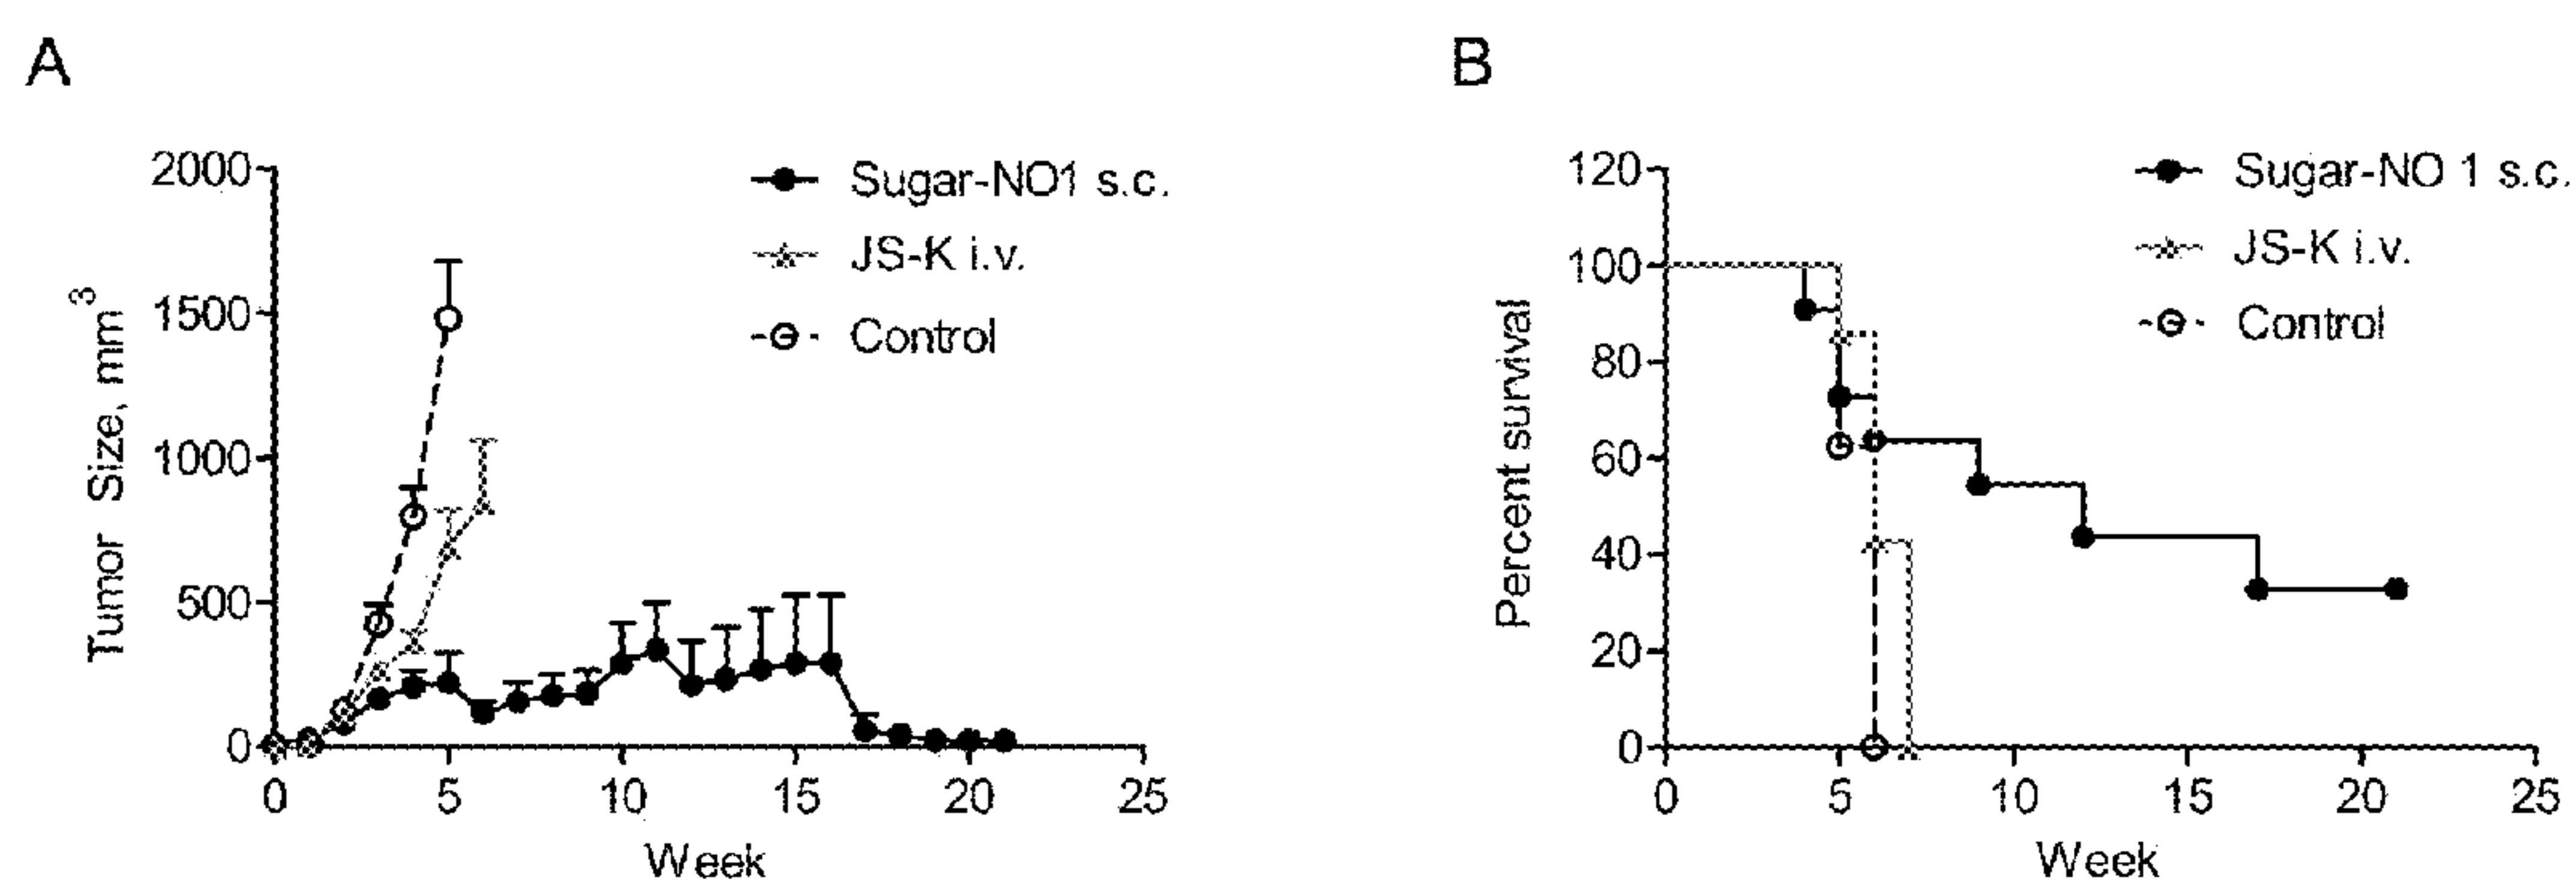 A
2000
1500
1000
500
0
0 5 10 15 20 25
Tumor Size, mm³
Week
Sugar-NO1 s.c.
JS-K i.v.
Control
B
120
100
80
60
40
20
0
0 5 10 15 20 25
Percent survival
Week
Sugar-NO 1 s.c.
JS-K i.v.
Control